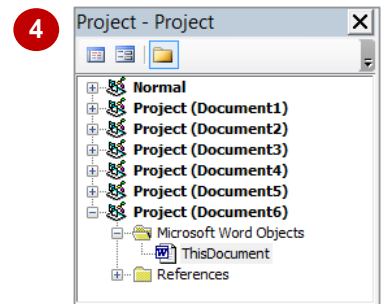 4
Project - Project
Normal
Project (Document1)
Project (Document2)
Project (Document3)
Project (Document4)
Project (Document5)
Project (Document6)
Microsoft Word Objects
ThisDocument
References